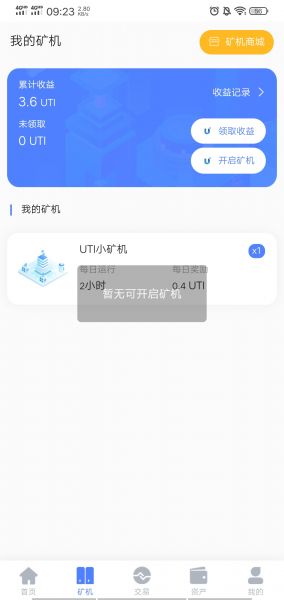 4G 4G 09:23 2.80 KB/s 56
我的矿机
矿机商城
累计收益
收益记录
3.6 UTI
未领取
领取收益
0 UTI
开启矿机
我的矿机
UTI小矿机
x1
每日运行
每日奖励
2小时
0.4 UTI
暂无可开启矿机
首页
矿机
交易
资产
我的